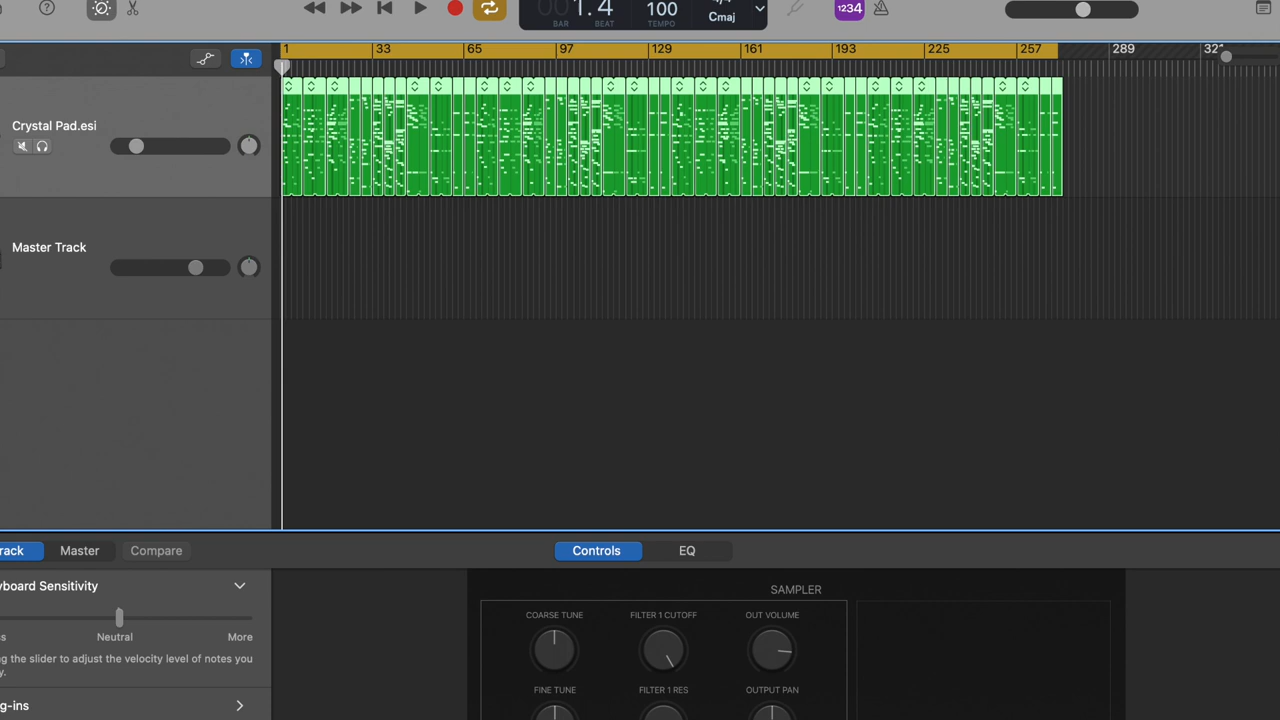 1.4
BAR
BEAT
100
TEMPO
Cmaj
1234
1
33
65
97
129
161
193
225
257
289
Crystal Pad.esi
Master Track
rack
Master
Compare
Controls
EQ
yboard Sensitivity
ss
Neutral
More
ng the slider to adjust the velocity level of notes you
y.
g-ins
SAMPLER
COARSE TUNE
FILTER 1 CUTOFF
OUT VOLUME
FINE TUNE
FILTER 1 RES
OUTPUT PAN